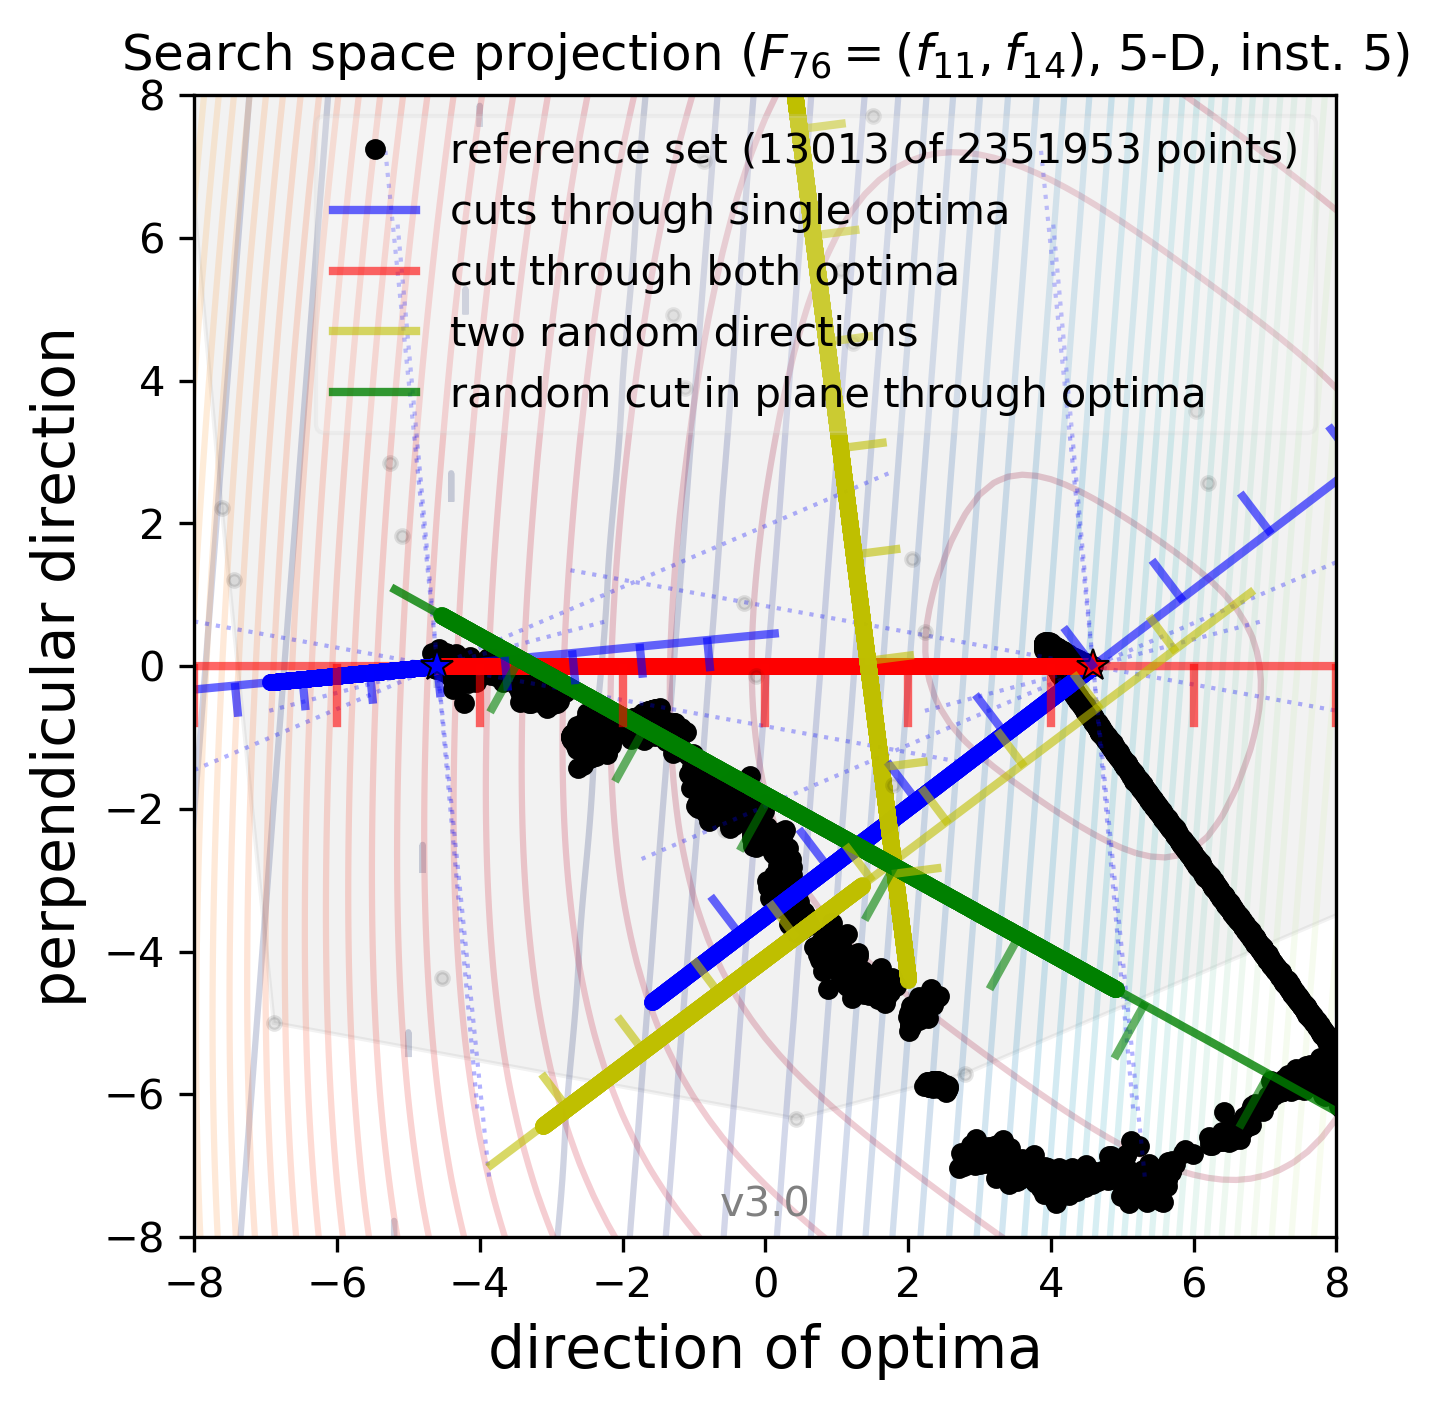 Search space projection (F76 = (f11, f14), 5-D, inst. 5)
reference set (13013 of 2351953 points)
cuts through single optima
cut through both optima
two random directions
random cut in plane through optima
8
6
4
2
0
−2
−4
−6
−8
perpendicular direction
v3.0
−8 −6 −4 −2 0 2 4 6 8
direction of optima